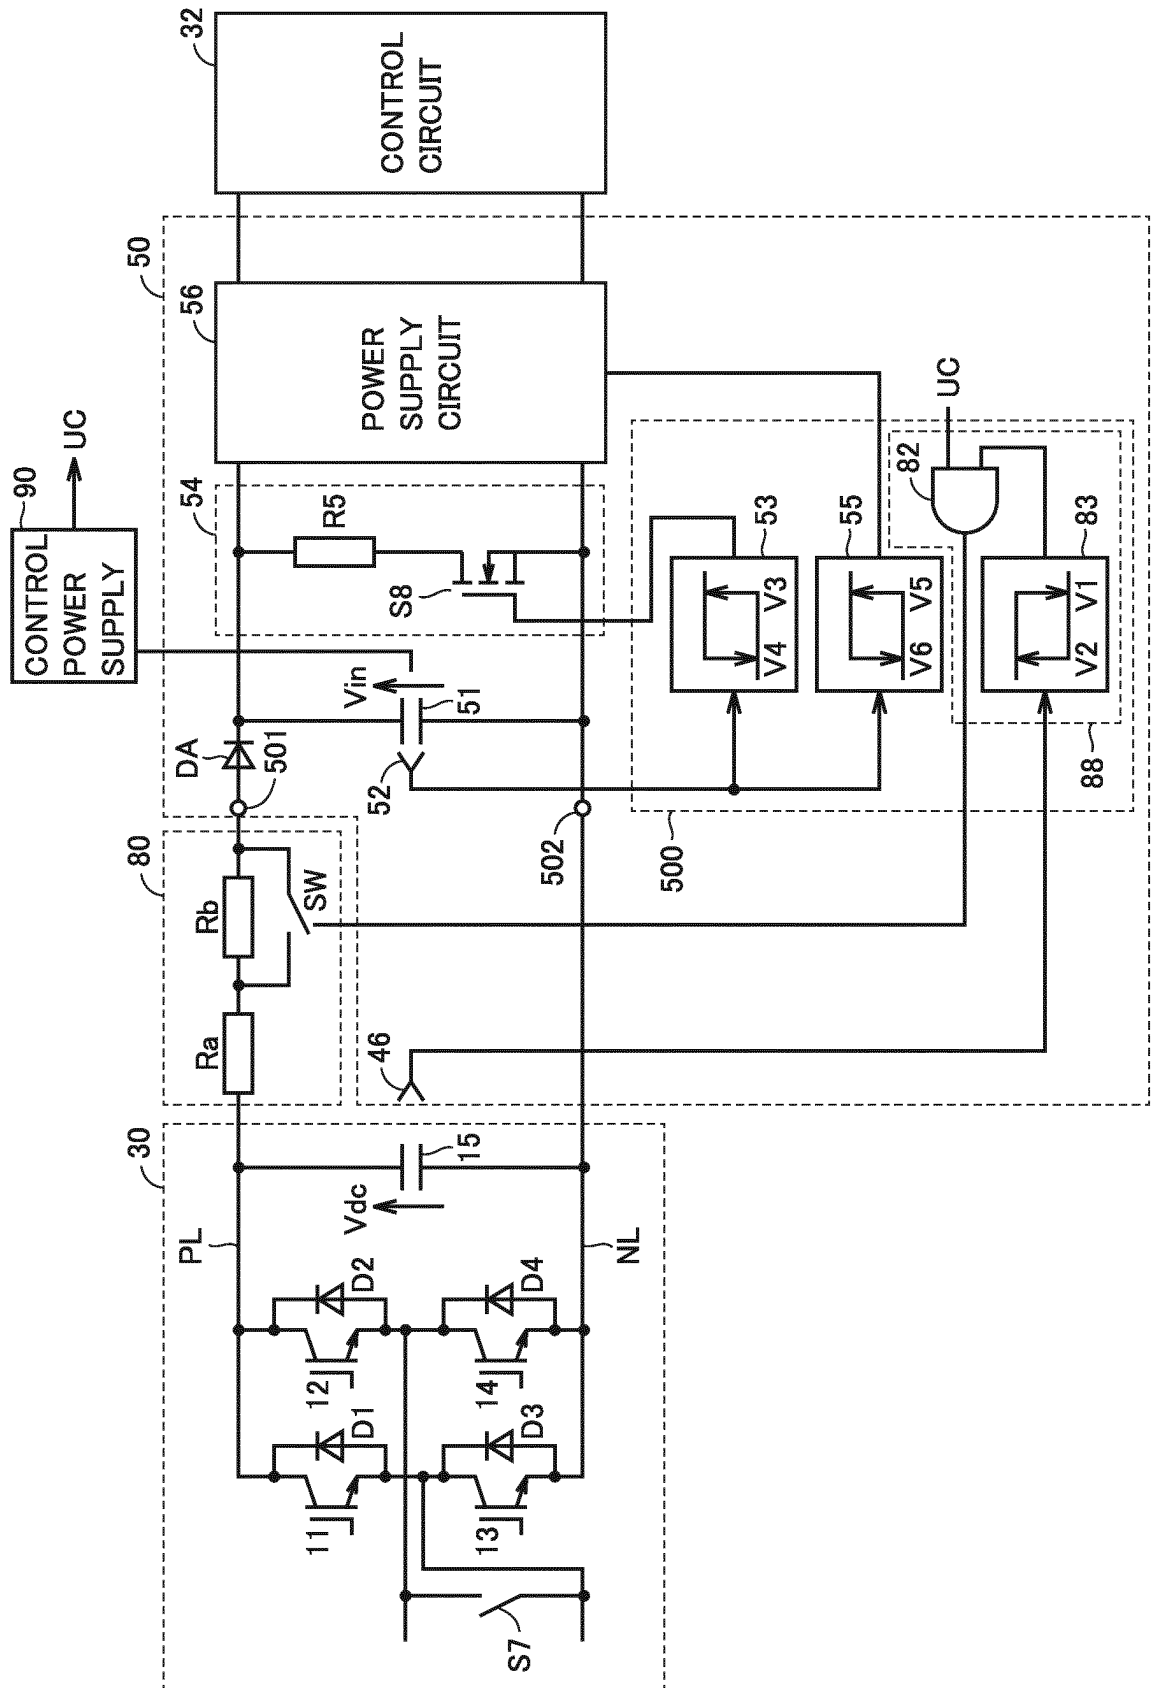 30
PL
NL
11
D1
12
D2
13
D3
14
D4
S7
Vdc
15
80
Ra
Rb
SW
46
50
501
502
DA
52
Vin
51
54
R5
S8
56
POWER
SUPPLY
CIRCUIT
32
CONTROL
CIRCUIT
90
CONTROL
POWER
SUPPLY
UC
500
53
V4
V3
55
V6
V5
88
82
UC
83
V2
V1